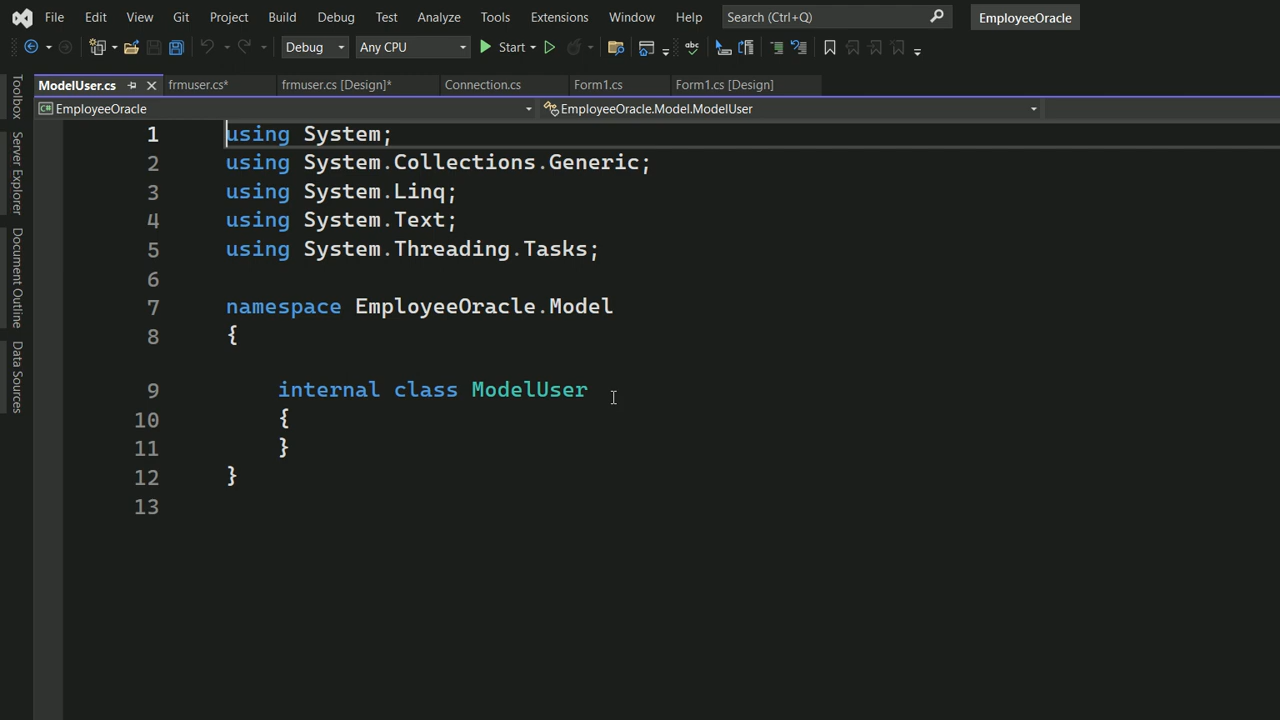 File Edit View Git Project Build Debug Test Analyze Tools Extensions Window Help Search (Ctrl+Q) EmployeeOracle
Debug Any CPU Start abc
ModelUser.cs frmuser.cs* frmuser.cs [Design]* Connection.cs Form1.cs Form1.cs [Design]
C# EmployeeOracle EmployeeOracle.Model.ModelUser
Toolbox
Server Explorer
Document Outline
Data Sources
1 using System;
2 using System.Collections.Generic;
3 using System.Linq;
4 using System.Text;
5 using System.Threading.Tasks;
6
7 namespace EmployeeOracle.Model
8 {
9 internal class ModelUser
10 {
11 }
12 }
13